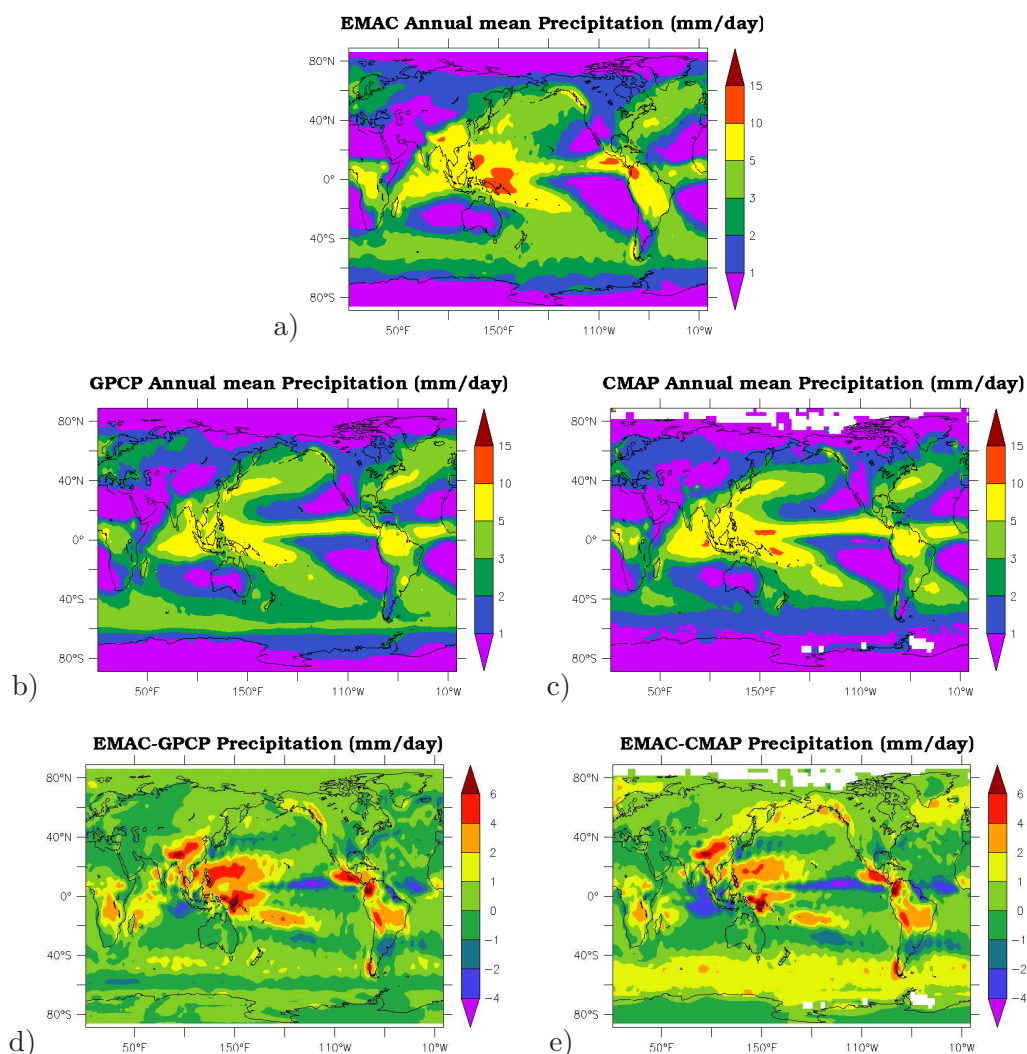 EMAC Annual mean Precipitation (mm/day)
80°N
40°N
0°
40°S
80°S
50°E
150°E
110°W
10°W
15
10
5
3
2
1
a)
GPCP Annual mean Precipitation (mm/day)
80°N
40°N
0°
40°S
80°S
50°E
150°E
110°W
10°W
15
10
5
3
2
1
b)
CMAP Annual mean Precipitation (mm/day)
80°N
40°N
0°
40°S
80°S
50°E
150°E
110°W
10°W
15
10
5
3
2
1
c)
EMAC-GPCP Precipitation (mm/day)
80°N
40°N
0°
40°S
80°S
50°E
150°E
110°W
10°W
6
4
2
1
0
−1
−2
−4
d)
EMAC-CMAP Precipitation (mm/day)
80°N
40°N
0°
40°S
80°S
50°E
150°E
110°W
10°W
6
4
2
1
0
−1
−2
−4
e)